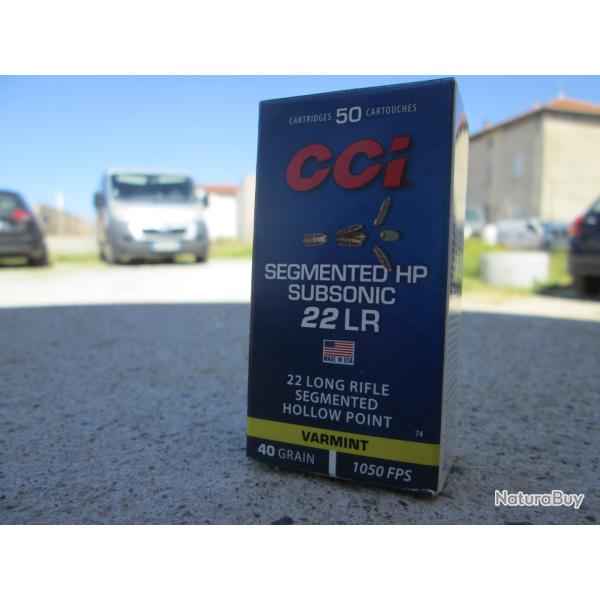 CARTRIDGES 50 CARTOUCHES
CCi
SEGMENTED HP
SUBSONIC
22 LR
MADE IN USA
22 LONG RIFLE
SEGMENTED
HOLLOW POINT
74
VARMINT
40 GRAIN 1050 FPS
NaturaBuy